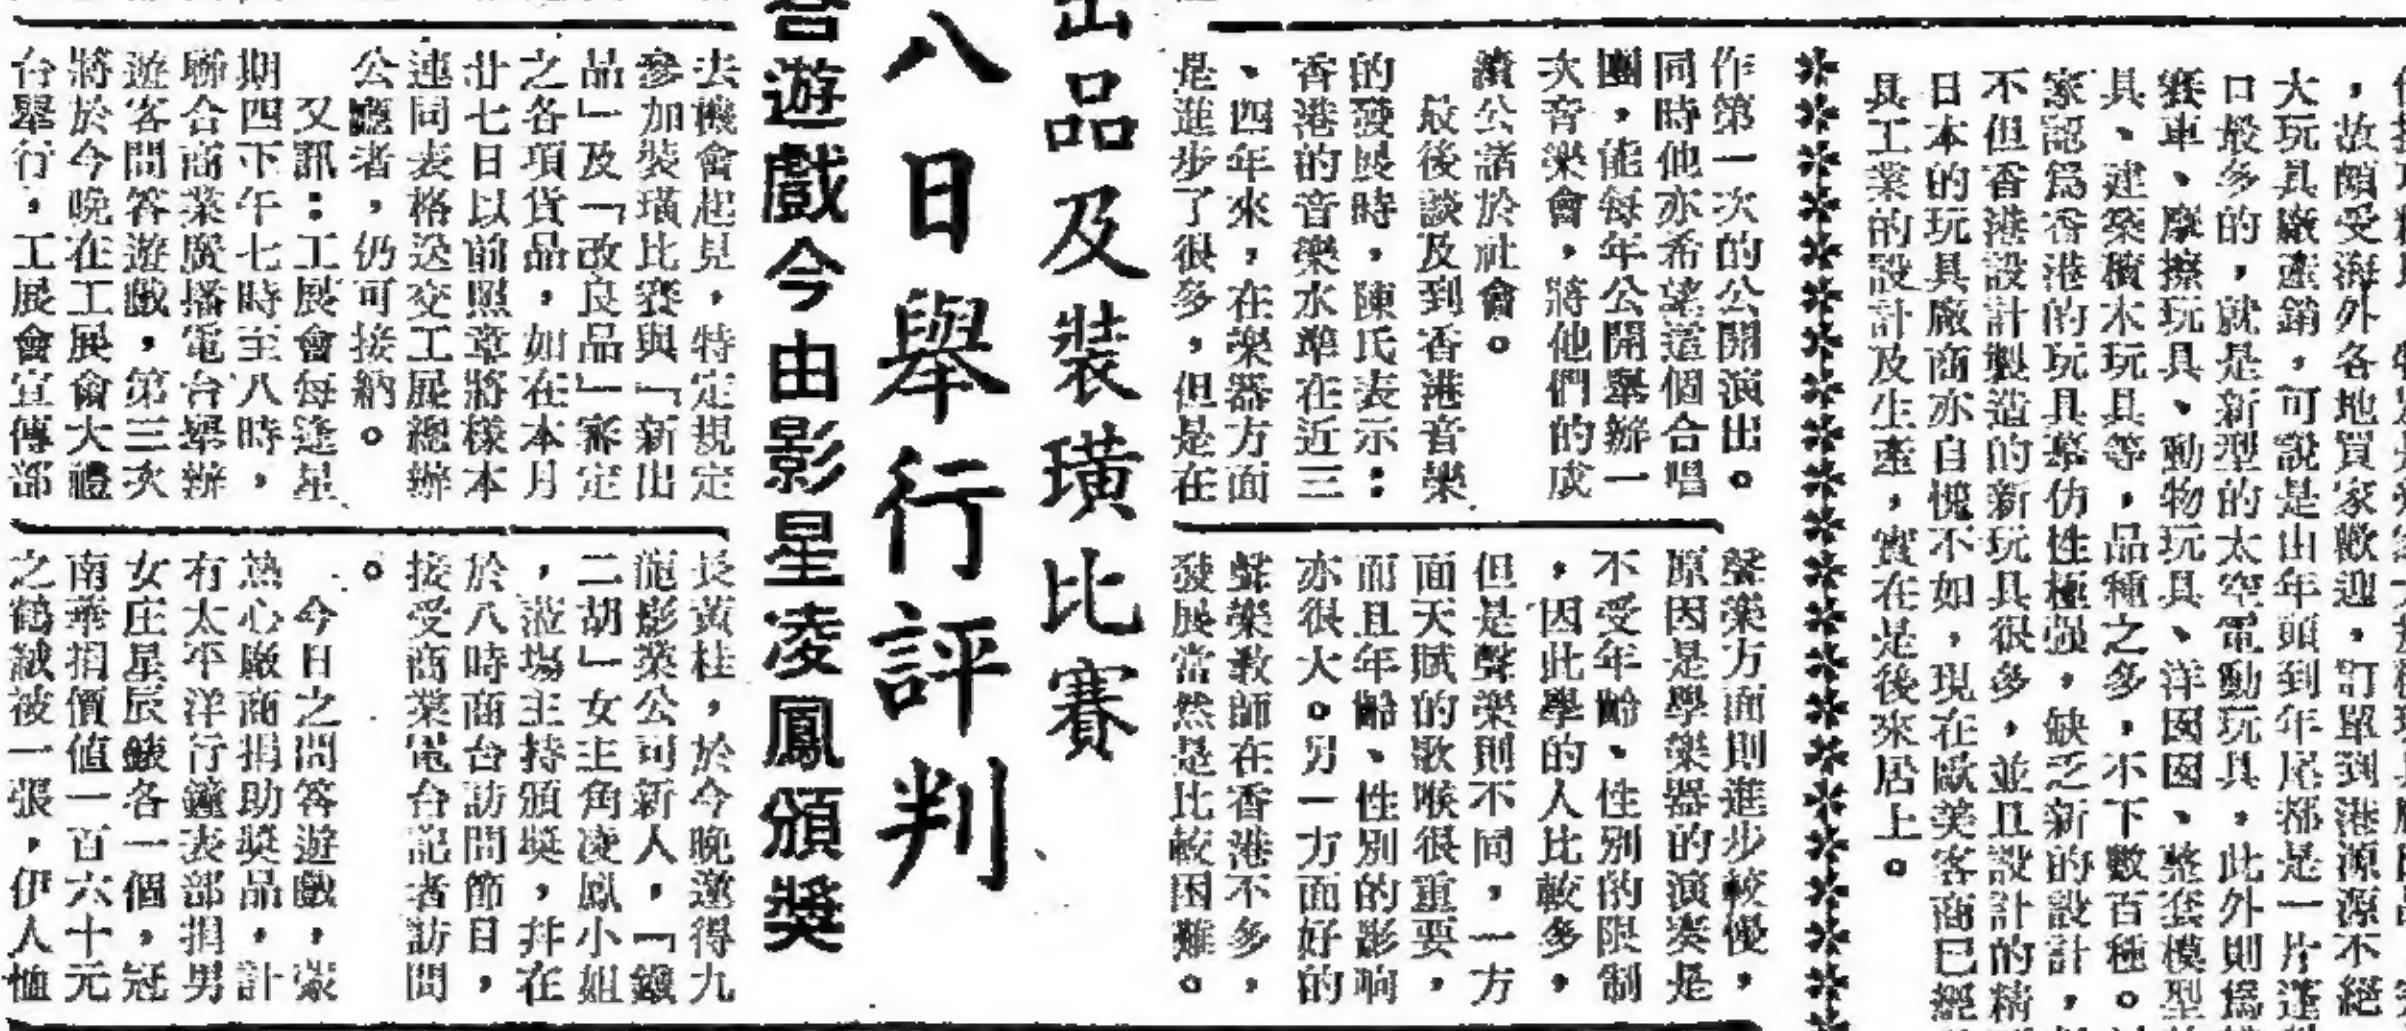 ，故頗受海外各地買家歡迎，訂單到港源源不絕
大玩具廠產銷，可說是由年頭到年尾都是一片蓬
口最多的，就是新型的太空電動玩具，此外則爲
賽車、摩擦玩具、動物玩具、洋囡囡、整套模型
具、建築積木玩具等，品種之多，不下數百種。
家認爲香港的玩具摹仿性極强，缺乏新的設計，
不但香港設計製造的新玩具很多，並且設計的精
日本的玩具廠商亦自愧不如，現在歐美客商已經
具工業的設計及生產，實在是後來居上。
作第一次的公開演出。
同時他亦希望這個合唱
團，能每年公開舉辦一
次音樂會，將他們的成
績公諸於社會。
最後談及到香港音樂
的發展時，陳氏表示：
香港的音樂水準在近三
、四年來，在樂器方面
是進步了很多，但是在
聲樂方面則進步較慢，
原因是學樂器的演奏是
不受年齡、性別的限制
，因此學的人比較多，
但是聲樂則不同，一方
面天賦的歌喉很重要，
而且年齡、性別的影响
亦很大。另一方面好的
聲樂教師在香港不多，
發展當然是比較困難。
出品及裝璜比賽
八日舉行評判
答遊戲今由影星凌鳳頒獎
去機會起見，特定規定
參加裝璜比賽與「新出
品」及「改良品」審定
之各項貨品，如在本月
廿七日以前照章將樣本
連同表格送交工展總辦
公廳者，仍可接納。
又訊：工展會每逢星
期四下午七時至八時，
聯合商業廣播電台舉辦
遊客問答遊戲，第三次
將於今晚在工展會大禮
台舉行，工展會宣傳部
長黃桂，於今晚邀得九
龍影業公司新人，「鐵
二胡」女主角凌鳳小姐
，蒞塲主持頒獎，并在
於八時商台訪問節目，
接受商業電台記者訪問
。
今日之問答遊戲，蒙
熱心廠商捐助獎品，計
有太平洋行鐘表部捐男
女庄星辰錶各一個，冠
南華捐價值一百六十元
之鶴絨被一張，伊人恤